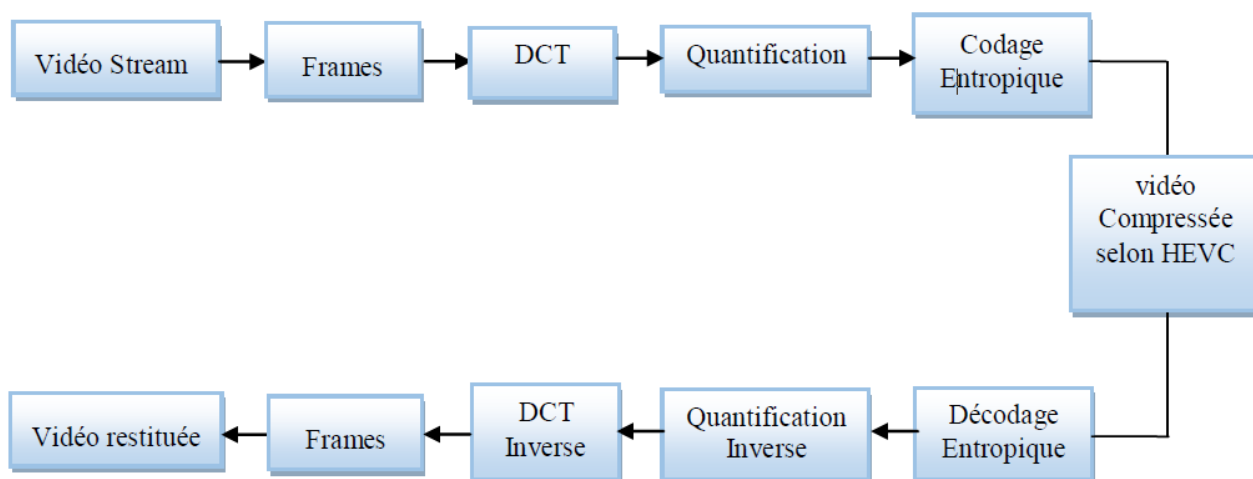 Vidéo Stream
Frames
DCT
Quantification
Codage
Entropique
vidéo
Compressée
selon HEVC
Décodage
Entropique
Quantification
Inverse
DCT
Inverse
Frames
Vidéo restituée